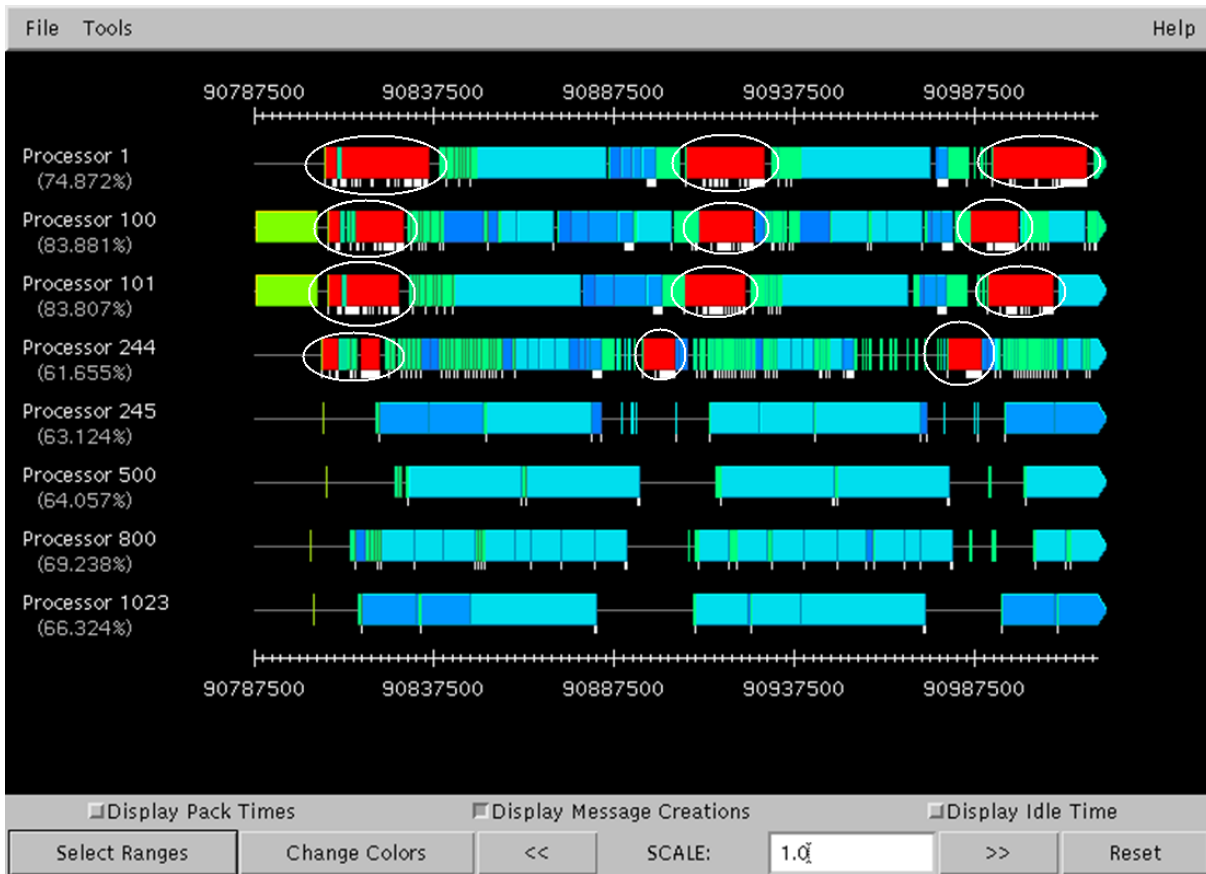 File Tools Help
90787500 90837500 90887500 90937500 90987500
Processor 1
(74.872%)
Processor 100
(83.881%)
Processor 101
(83.807%)
Processor 244
(61.655%)
Processor 245
(63.124%)
Processor 500
(64.057%)
Processor 800
(69.238%)
Processor 1023
(66.324%)
90787500 90837500 90887500 90937500 90987500
Display Pack Times Display Message Creations Display Idle Time
Select Ranges Change Colors << SCALE: 1.0 >> Reset